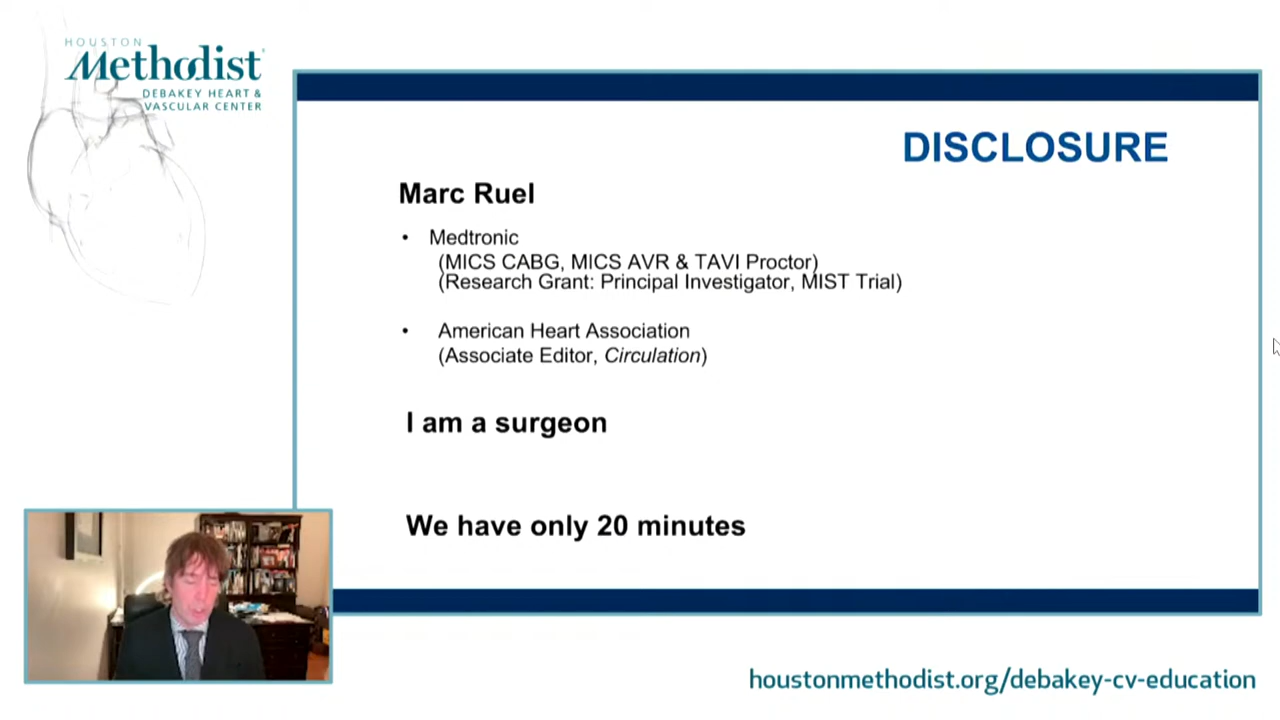 HOUSTON
Methodist
DEBAKEY HEART &
VASCULAR CENTER
DISCLOSURE
Marc Ruel
• Medtronic
(MICS CABG, MICS AVR & TAVI Proctor)
(Research Grant: Principal Investigator, MIST Trial)
• American Heart Association
(Associate Editor, Circulation)
I am a surgeon
We have only 20 minutes
houstonmethodist.org/debakey-cv-education